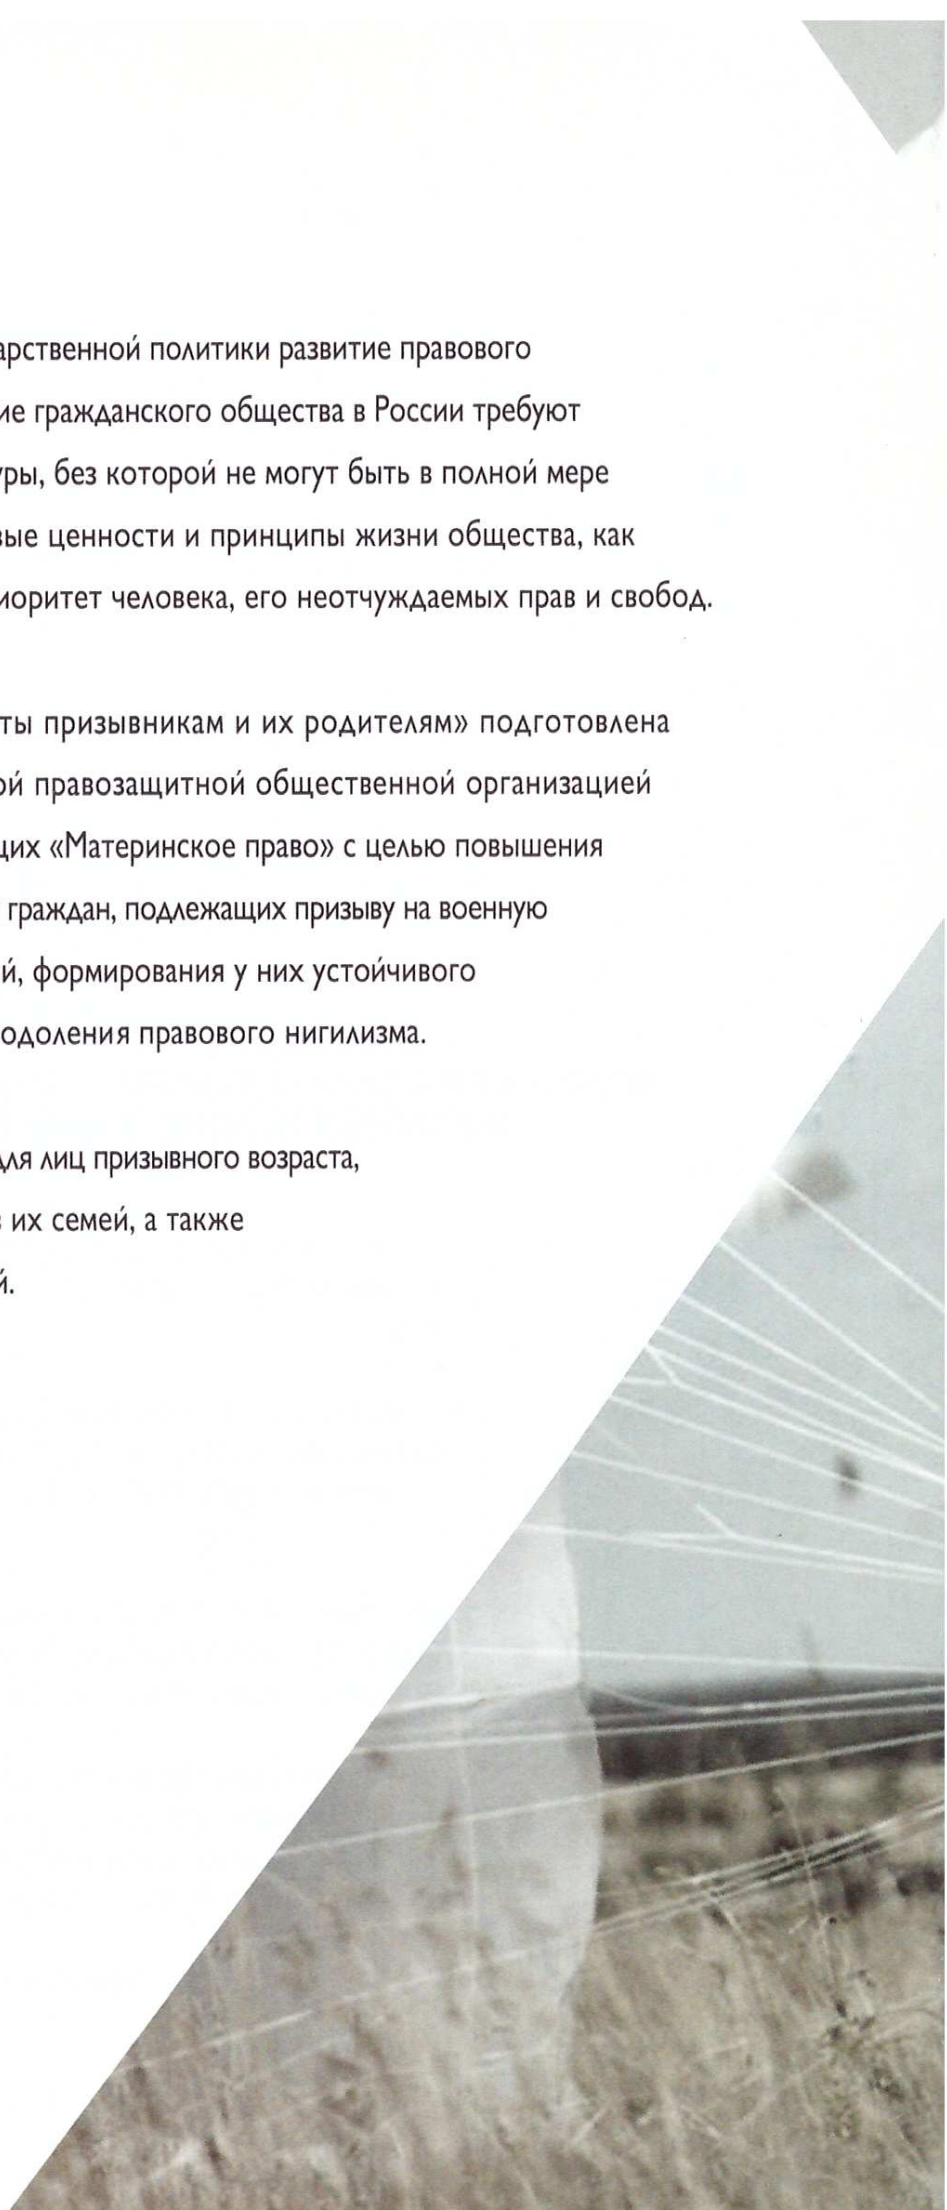 арственной политики развитие правового
ие гражданского общества в России требуют
уры, без которой не могут быть в полной мере
вые ценности и принципы жизни общества, как
иоритет человека, его неотчуждаемых прав и свобод.
ты призывникам и их родителям» подготовлена
ой правозащитной общественной организацией
щих «Материнское право» с целью повышения
граждан, подлежащих призыву на военную
й, формирования у них устойчивого
одоления правового нигилизма.
для лиц призывного возраста,
в их семей, а также
й.